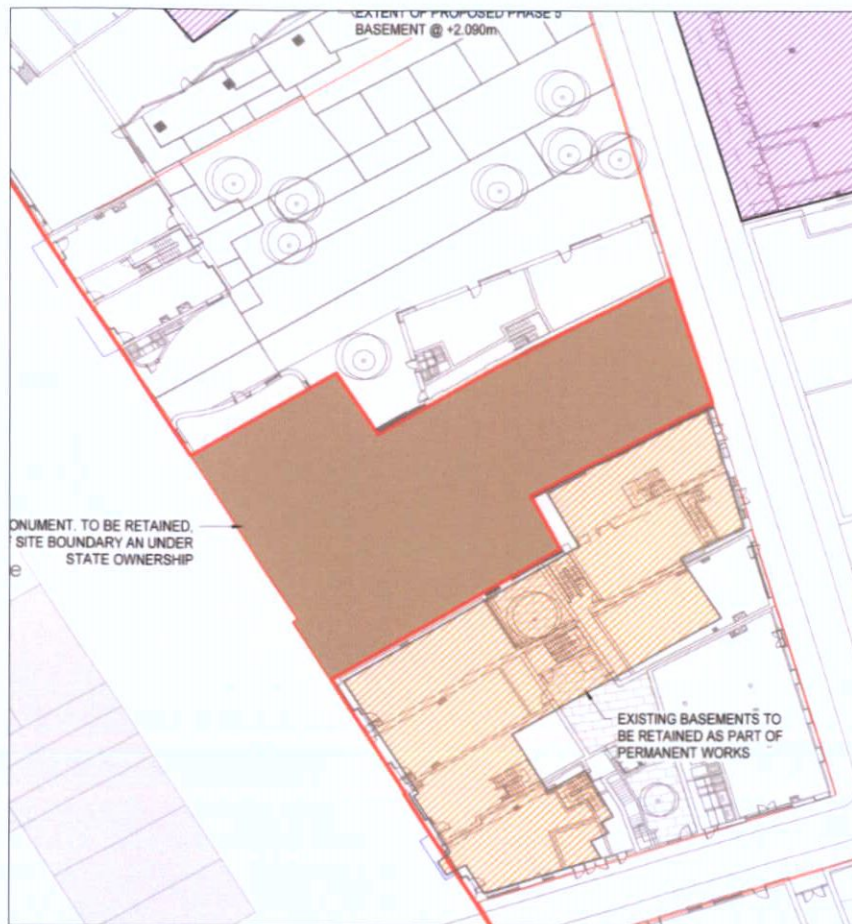 EXTENT OF PROPOSED PHASE 5
BASEMENT @ +2.090m
ONUMENT. TO BE RETAINED,
SITE BOUNDARY AN UNDER
STATE OWNERSHIP
e
EXISTING BASEMENTS TO
BE RETAINED AS PART OF
PERMANENT WORKS